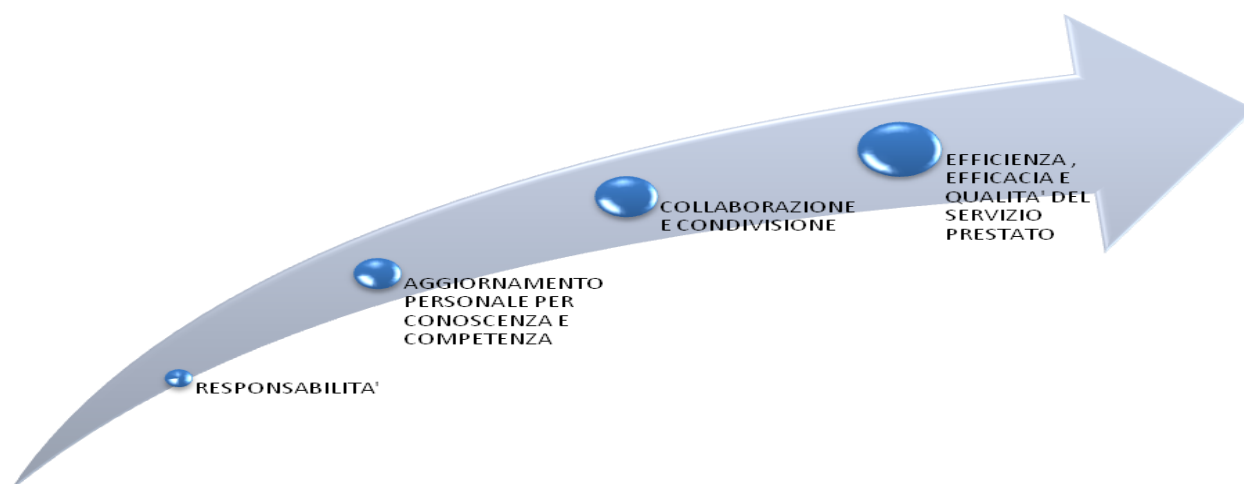 RESPONSABILITA'
AGGIORNAMENTO
PERSONALE PER
CONOSCENZA E
COMPETENZA
COLLABORAZIONE
E CONDIVISIONE
EFFICIENZA ,
EFFICACIA E
QUALITA' DEL
SERVIZIO
PRESTATO